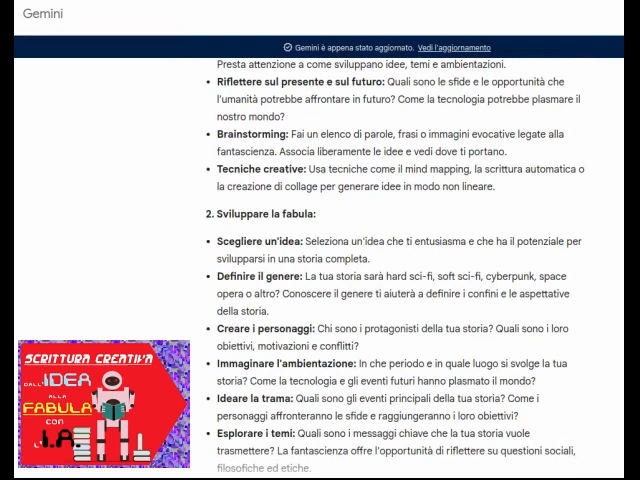 Gemini
Gemini è appena stato aggiornato. Vedi l'aggiornamento
Presta attenzione a come sviluppano idee, temi e ambientazioni.
• Riflettere sul presente e sul futuro: Quali sono le sfide e le opportunità che
l'umanità potrebbe affrontare in futuro? Come la tecnologia potrebbe plasmare il
nostro mondo?
• Brainstorming: Fai un elenco di parole, frasi o immagini evocative legate alla
fantascienza. Associa liberamente le idee e vedi dove ti portano.
• Tecniche creative: Usa tecniche come il mind mapping, la scrittura automatica o
la creazione di collage per generare idee in modo non lineare.
2. Sviluppare la fabula:
• Scegliere un'idea: Seleziona un'idea che ti entusiasma e che ha il potenziale per
svilupparsi in una storia completa.
• Definire il genere: La tua storia sarà hard sci-fi, soft sci-fi, cyberpunk, space
opera o altro? Conoscere il genere ti aiuterà a definire i confini e le aspettative
della storia.
• Creare i personaggi: Chi sono i protagonisti della tua storia? Quali sono i loro
obiettivi, motivazioni e conflitti?
• Immaginare l'ambientazione: In che periodo e in quale luogo si svolge la tua
storia? Come la tecnologia e gli eventi futuri hanno plasmato il mondo?
• Ideare la trama: Quali sono gli eventi principali della tua storia? Come i
personaggi affronteranno le sfide e raggiungeranno i loro obiettivi?
• Esplorare i temi: Quali sono i messaggi chiave che la tua storia vuole
trasmettere? La fantascienza offre l'opportunità di riflettere su questioni sociali,
filosofiche ed etiche.
SCRITTURA CREATIVA
DALL'IDEA
ALLA
FABULA
CON
L'I.A.